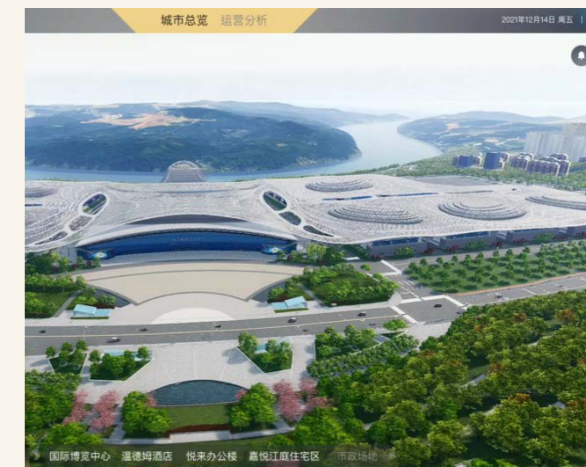 城市总览 运营分析
2021年12月14日 周五
国际博览中心 温德姆酒店 悦来办公楼 嘉悦江庭住宅区 市政场地